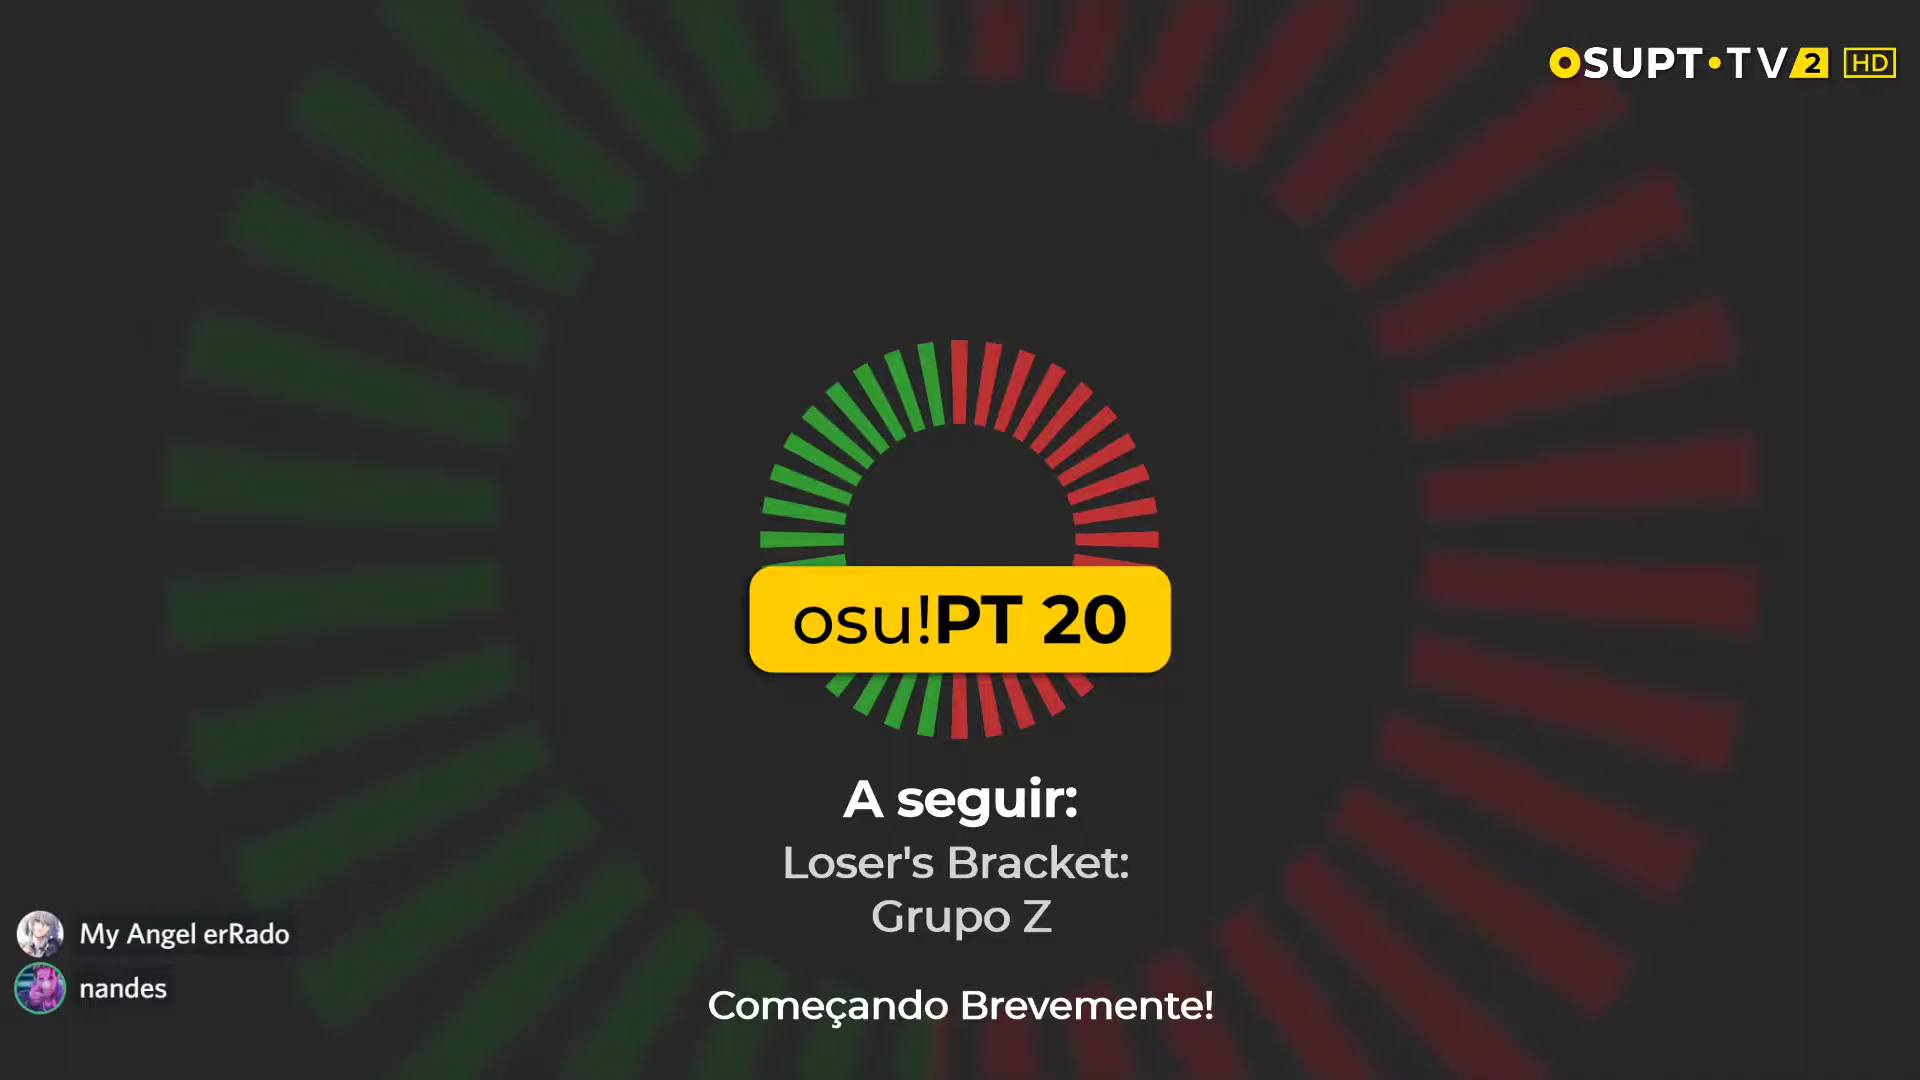 OSUPT•TV2 HD
osu!PT 20
A seguir:
Loser's Bracket:
Grupo Z
My Angel erRado
nandes
Começando Brevemente!